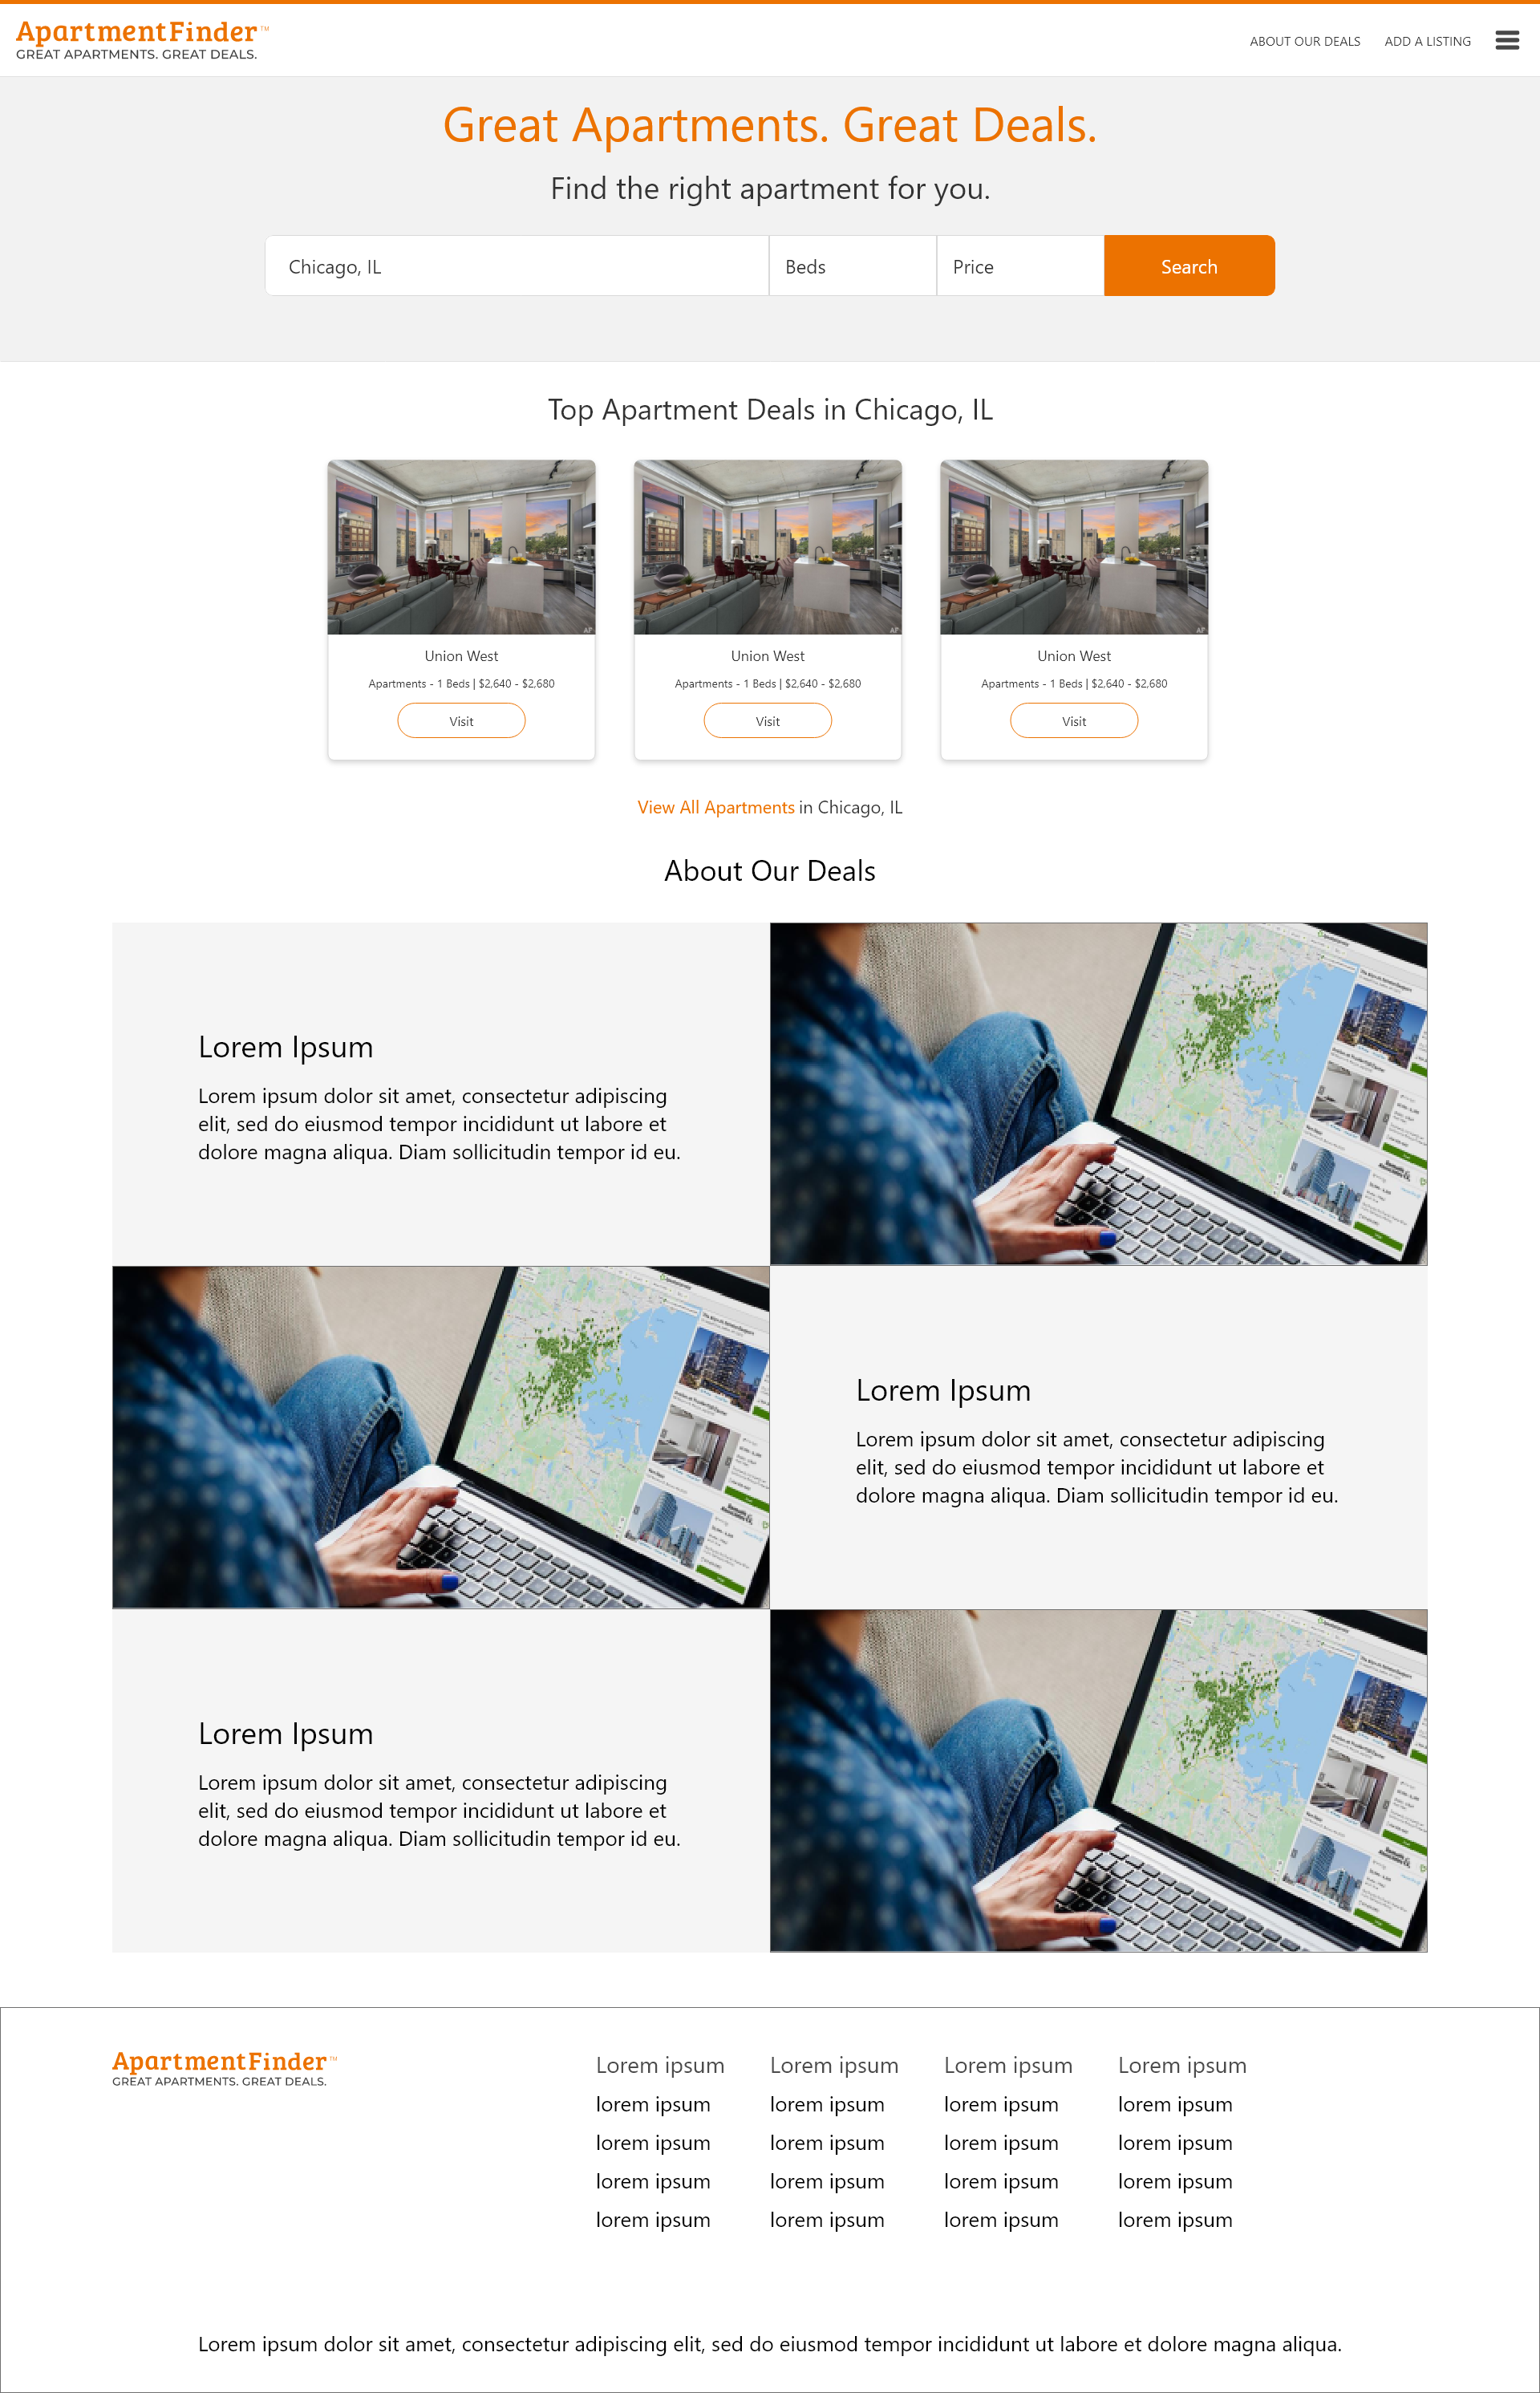 ApartmentFinder™
GREAT APARTMENTS. GREAT DEALS.
ABOUT OUR DEALS
ADD A LISTING
Great Apartments. Great Deals.
Find the right apartment for you.
Chicago, IL
Beds
Price
Search
Top Apartment Deals in Chicago, IL
Union West
Apartments - 1 Beds | $2,640 - $2,680
Visit
Union West
Apartments - 1 Beds | $2,640 - $2,680
Visit
Union West
Apartments - 1 Beds | $2,640 - $2,680
Visit
View All Apartments in Chicago, IL
About Our Deals
Lorem Ipsum
Lorem ipsum dolor sit amet, consectetur adipiscing
elit, sed do eiusmod tempor incididunt ut labore et
dolore magna aliqua. Diam sollicitudin tempor id eu.
Lorem Ipsum
Lorem ipsum dolor sit amet, consectetur adipiscing
elit, sed do eiusmod tempor incididunt ut labore et
dolore magna aliqua. Diam sollicitudin tempor id eu.
Lorem Ipsum
Lorem ipsum dolor sit amet, consectetur adipiscing
elit, sed do eiusmod tempor incididunt ut labore et
dolore magna aliqua. Diam sollicitudin tempor id eu.
ApartmentFinder™
GREAT APARTMENTS. GREAT DEALS.
Lorem ipsum
lorem ipsum
lorem ipsum
lorem ipsum
lorem ipsum
Lorem ipsum
lorem ipsum
lorem ipsum
lorem ipsum
lorem ipsum
Lorem ipsum
lorem ipsum
lorem ipsum
lorem ipsum
lorem ipsum
Lorem ipsum
lorem ipsum
lorem ipsum
lorem ipsum
lorem ipsum
Lorem ipsum dolor sit amet, consectetur adipiscing elit, sed do eiusmod tempor incididunt ut labore et dolore magna aliqua.